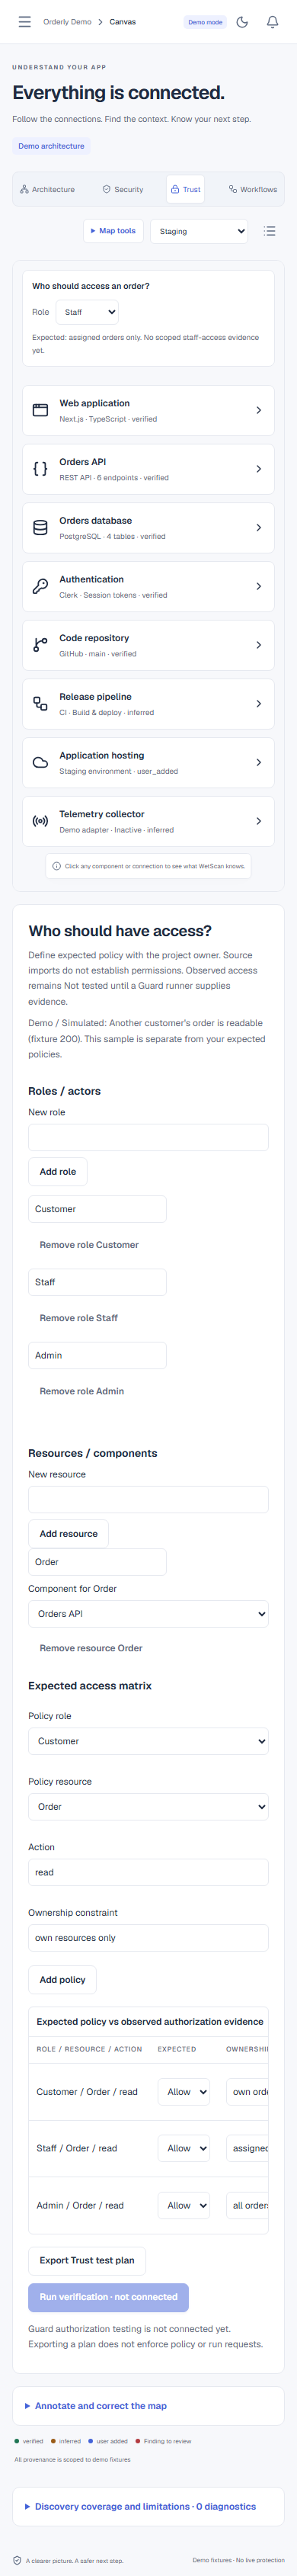 Orderly Demo > Canvas
Demo mode
UNDERSTAND YOUR APP
Everything is connected.
Follow the connections. Find the context. Know your next step.
Demo architecture
Architecture
Security
Trust
Workflows
Map tools
Staging
Who should access an order?
Role
Staff
Expected: assigned orders only. No scoped staff-access evidence
yet.
Web application
Next.js · TypeScript · verified
Orders API
REST API · 6 endpoints · verified
Orders database
PostgreSQL · 4 tables · verified
Authentication
Clerk · Session tokens · verified
Code repository
GitHub · main · verified
Release pipeline
CI · Build & deploy · inferred
Application hosting
Staging environment · user_added
Telemetry collector
Demo adapter · Inactive · inferred
Click any component or connection to see what WetScan knows.
Who should have access?
Define expected policy with the project owner. Source
imports do not establish permissions. Observed access
remains Not tested until a Guard runner supplies
evidence.
Demo / Simulated: Another customer's order is readable
(fixture 200). This sample is separate from your expected
policies.
Roles / actors
New role
Add role
Customer
Remove role Customer
Staff
Remove role Staff
Admin
Remove role Admin
Resources / components
New resource
Add resource
Order
Component for Order
Orders API
Remove resource Order
Expected access matrix
Policy role
Customer
Policy resource
Order
Action
read
Ownership constraint
own resources only
Add policy
Expected policy vs observed authorization evidence
ROLE / RESOURCE / ACTION
EXPECTED
OWNERSHI
Customer / Order / read
Allow
own orde
Staff / Order / read
Allow
assigned
Admin / Order / read
Allow
all orders
Export Trust test plan
Run verification · not connected
Guard authorization testing is not connected yet.
Exporting a plan does not enforce policy or run requests.
Annotate and correct the map
verified
inferred
user added
Finding to review
All provenance is scoped to demo fixtures
Discovery coverage and limitations · 0 diagnostics
A clearer picture. A safer next step.
Demo fixtures · No live protection